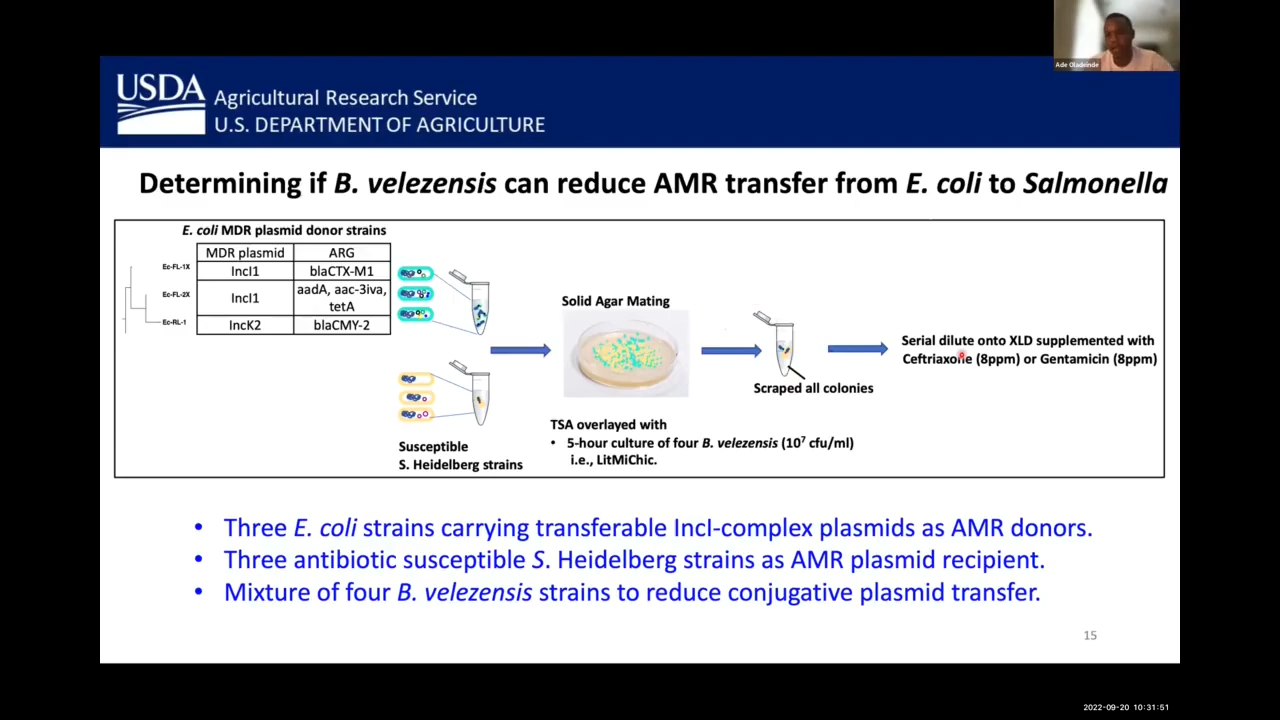 Ade Oladeinde
USDA
Agricultural Research Service
U.S. DEPARTMENT OF AGRICULTURE
Determining if B. velezensis can reduce AMR transfer from E. coli to Salmonella
E. coli MDR plasmid donor strains
MDR plasmid ARG
Ec-FL-1X IncI1 blaCTX-M1
Ec-FL-2X IncI1 aadA, aac-3iva,
tetA
Ec-RL-1 IncK2 blaCMY-2
Susceptible
S. Heidelberg strains
Solid Agar Mating
TSA overlayed with
• 5-hour culture of four B. velezensis (10⁷ cfu/ml)
i.e., LitMiChic.
Scraped all colonies
Serial dilute onto XLD supplemented with
Ceftriaxone (8ppm) or Gentamicin (8ppm)
• Three E. coli strains carrying transferable IncI-complex plasmids as AMR donors.
• Three antibiotic susceptible S. Heidelberg strains as AMR plasmid recipient.
• Mixture of four B. velezensis strains to reduce conjugative plasmid transfer.
15
2022-09-20 10:31:51